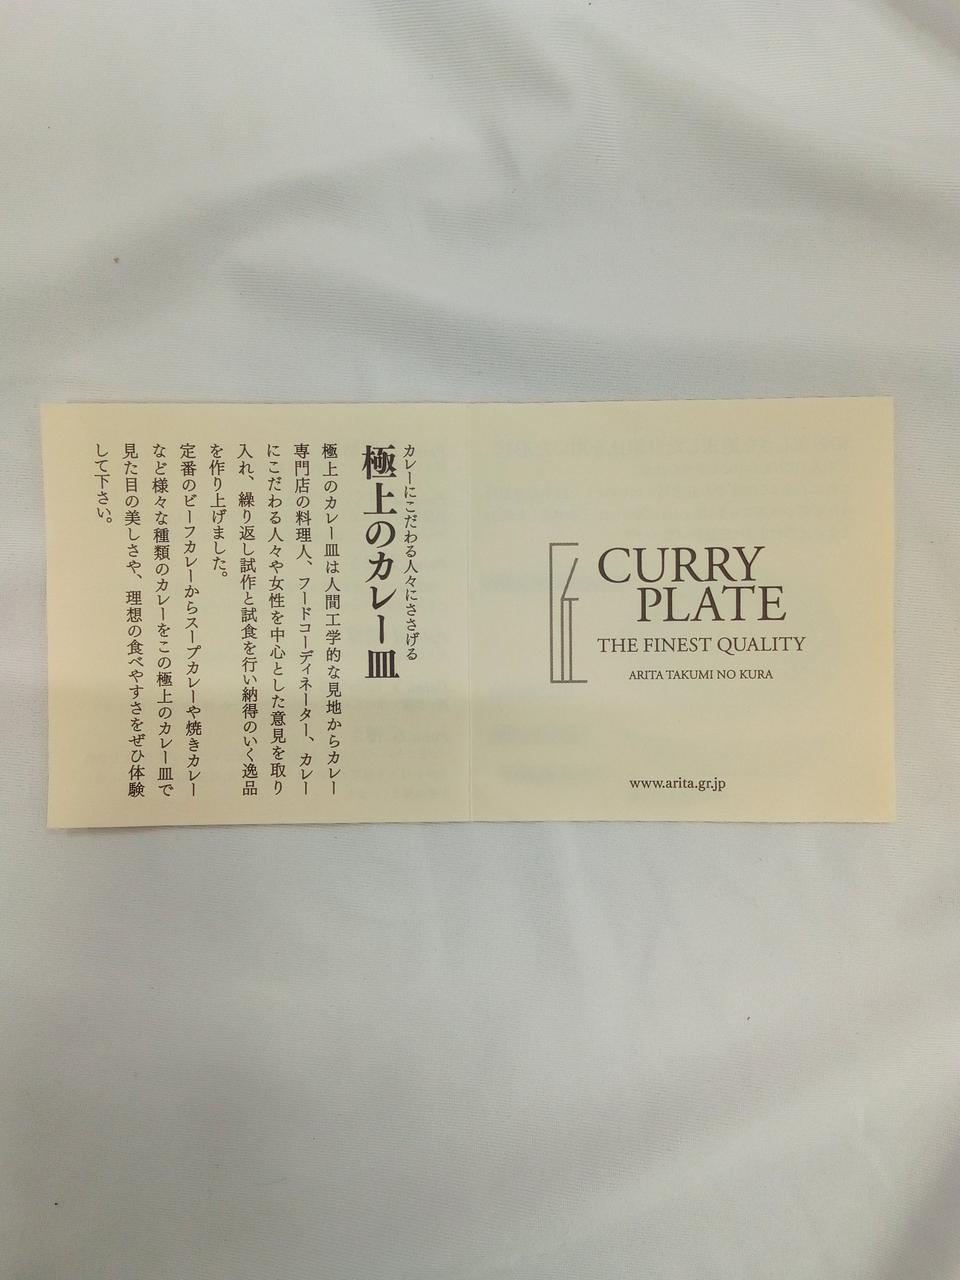 カレーにこだわる人々にささげる
極上のカレー皿
極上のカレー皿は人間工学的な見地からカレー
専門店の料理人、フードコーディネーター、カレー
にこだわる人々や女性を中心とした意見を取り
入れ、繰り返し試作と試食を行い納得のいく逸品
を作り上げました。
定番のビーフカレーからスープカレーや焼きカレー
など様々な種類のカレーをこの極上のカレー皿で
見た目の美しさや、理想の食べやすさをぜひ体験
して下さい。
CURRY
PLATE
THE FINEST QUALITY
ARITA TAKUMI NO KURA
www.arita.gr.jp